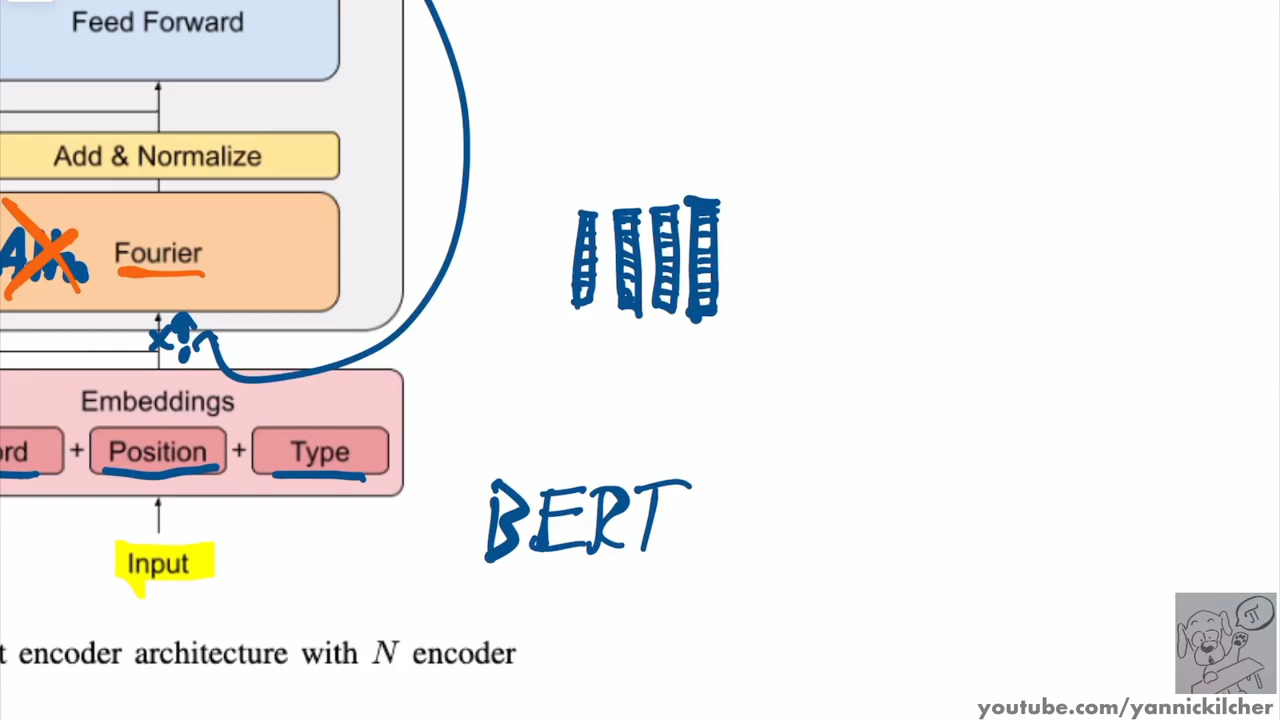 Feed Forward
Add & Normalize
Fourier
Embeddings
+ Position + Type
BERT
Input
encoder architecture with N encoder
π
youtube.com/yannickilcher